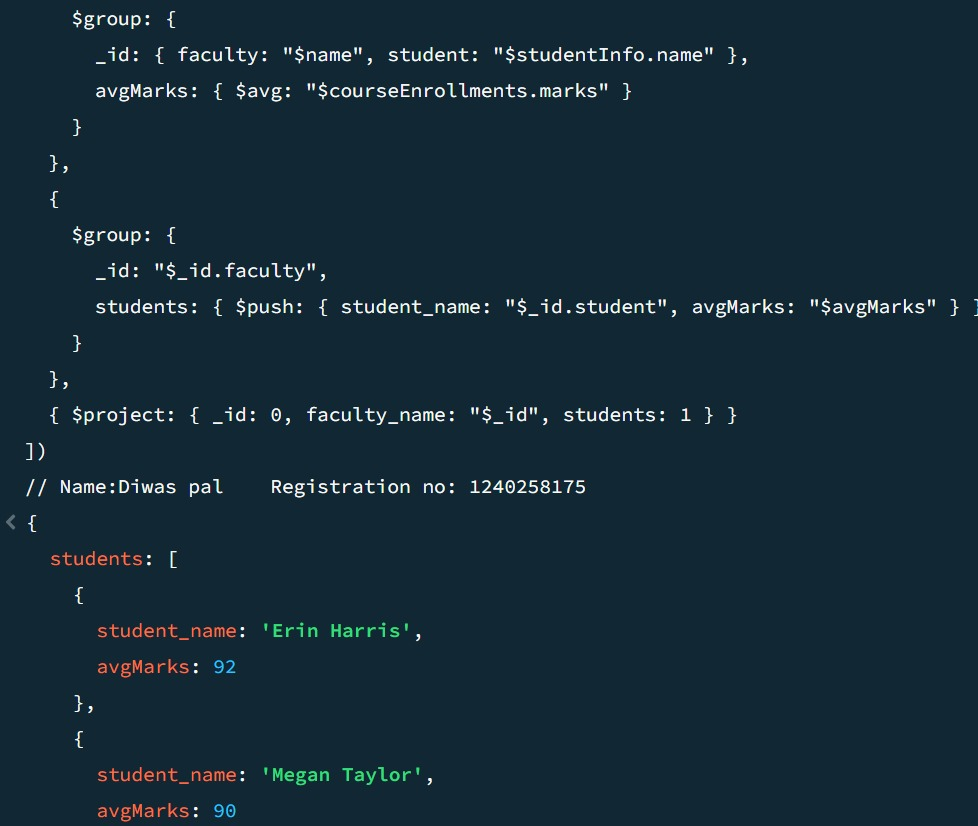 $group: {
_id: { faculty: "$name", student: "$studentInfo.name" },
avgMarks: { $avg: "$courseEnrollments.marks" }
}
},
{
$group: {
_id: "$_id.faculty",
students: { $push: { student_name: "$_id.student", avgMarks: "$avgMarks" } }
}
},
{ $project: { _id: 0, faculty_name: "$_id", students: 1 } }
])
// Name:Diwas pal    Registration no: 1240258175
< {
students: [
{
student_name: 'Erin Harris',
avgMarks: 92
},
{
student_name: 'Megan Taylor',
avgMarks: 90